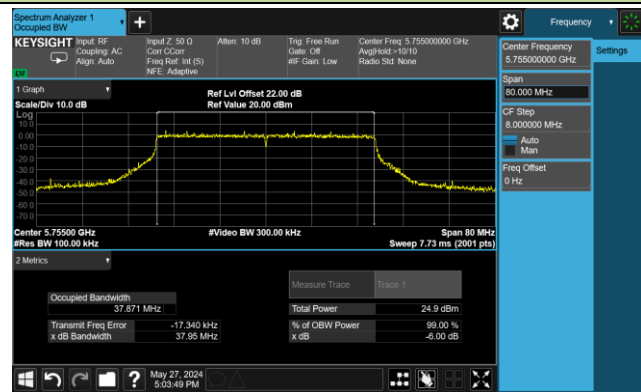 Spectrum Analyzer 1
Occupied BW
Frequency
KEYSIGHT
Input: RF
Coupling: AC
Align: Auto
Input Z: 50 Ω
Corr CCorr
Freq Ref: Int (S)
NFE: Adaptive
Atten: 10 dB
Trig: Free Run
Gate: Off
#IF Gain: Low
Center Freq: 5.755000000 GHz
Avg|Hold:>10/10
Radio Std: None
Center Frequency
5.755000000 GHz
Settings
Span
80.000 MHz
CF Step
8.000000 MHz
Auto
Man
Freq Offset
0 Hz
1 Graph
Scale/Div 10.0 dB
Ref Lvl Offset 22.00 dB
Ref Value 20.00 dBm
Log
10.0
0.00
-10.0
-20.0
-30.0
-40.0
-50.0
-60.0
-70.0
Center 5.75500 GHz
#Res BW 100.00 kHz
#Video BW 300.00 kHz
Span 80 MHz
Sweep 7.73 ms (2001 pts)
2 Metrics
Measure Trace
Trace 1
Occupied Bandwidth
37.871 MHz
Total Power
24.9 dBm
Transmit Freq Error
-17.340 kHz
% of OBW Power
99.00 %
x dB Bandwidth
37.95 MHz
x dB
-6.00 dB
?
May 27, 2024
5:03:49 PM